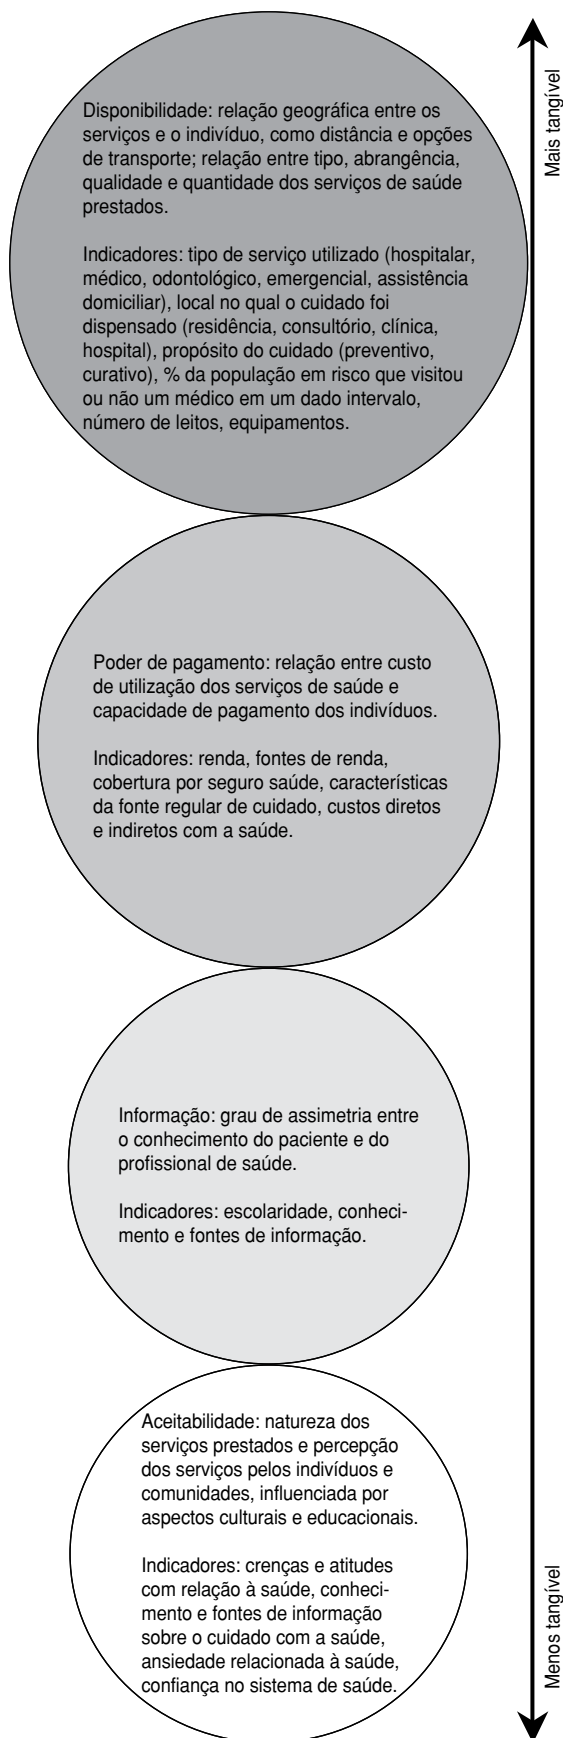 Mais tangível
Disponibilidade: relação geográfica entre os
serviços e o indivíduo, como distância e opções
de transporte; relação entre tipo, abrangência,
qualidade e quantidade dos serviços de saúde
prestados.
Indicadores: tipo de serviço utilizado (hospitalar,
médico, odontológico, emergencial, assistência
domiciliar), local no qual o cuidado foi
dispensado (residência, consultório, clínica,
hospital), propósito do cuidado (preventivo,
curativo), % da população em risco que visitou
ou não um médico em um dado intervalo,
número de leitos, equipamentos.
Poder de pagamento: relação entre custo
de utilização dos serviços de saúde e
capacidade de pagamento dos indivíduos.
Indicadores: renda, fontes de renda,
cobertura por seguro saúde, características
da fonte regular de cuidado, custos diretos
e indiretos com a saúde.
Informação: grau de assimetria entre
o conhecimento do paciente e do
profissional de saúde.
Indicadores: escolaridade, conheci-
mento e fontes de informação.
Aceitabilidade: natureza dos
serviços prestados e percepção
dos serviços pelos indivíduos e
comunidades, influenciada por
aspectos culturais e educacionais.
Indicadores: crenças e atitudes
com relação à saúde, conheci-
mento e fontes de informação
sobre o cuidado com a saúde,
ansiedade relacionada à saúde,
confiança no sistema de saúde.
Menos tangível